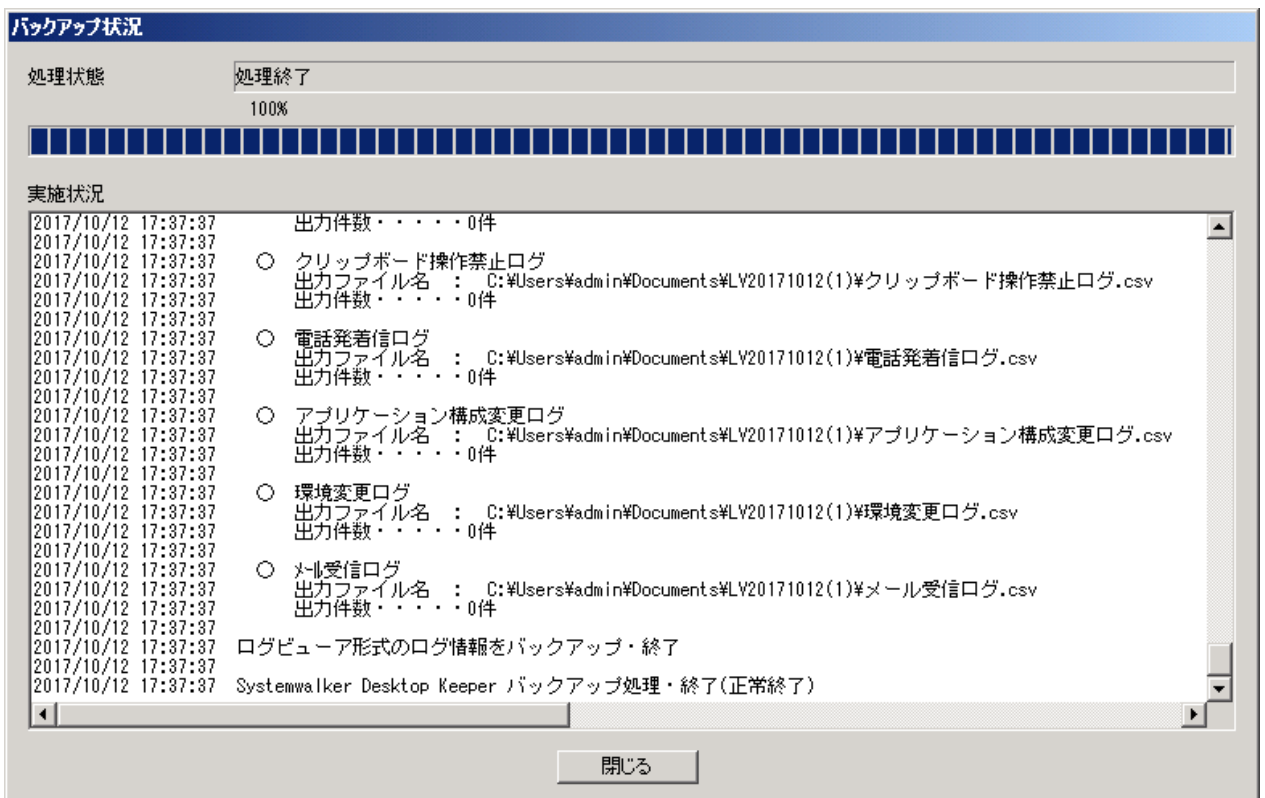 バックアップ状況
処理状態 処理終了
100%
実施状況
2017/10/12 17:37:37 出力件数・・・・・0件
2017/10/12 17:37:37
2017/10/12 17:37:37 ○ クリップボード操作禁止ログ
2017/10/12 17:37:37 出力ファイル名 : C:¥Users¥admin¥Documents¥LV20171012(1)¥クリップボード操作禁止ログ.csv
2017/10/12 17:37:37 出力件数・・・・・0件
2017/10/12 17:37:37
2017/10/12 17:37:37 ○ 電話発着信ログ
2017/10/12 17:37:37 出力ファイル名 : C:¥Users¥admin¥Documents¥LV20171012(1)¥電話発着信ログ.csv
2017/10/12 17:37:37 出力件数・・・・・0件
2017/10/12 17:37:37
2017/10/12 17:37:37 ○ アプリケーション構成変更ログ
2017/10/12 17:37:37 出力ファイル名 : C:¥Users¥admin¥Documents¥LV20171012(1)¥アプリケーション構成変更ログ.csv
2017/10/12 17:37:37 出力件数・・・・・0件
2017/10/12 17:37:37
2017/10/12 17:37:37 ○ 環境変更ログ
2017/10/12 17:37:37 出力ファイル名 : C:¥Users¥admin¥Documents¥LV20171012(1)¥環境変更ログ.csv
2017/10/12 17:37:37 出力件数・・・・・0件
2017/10/12 17:37:37
2017/10/12 17:37:37 ○ メール受信ログ
2017/10/12 17:37:37 出力ファイル名 : C:¥Users¥admin¥Documents¥LV20171012(1)¥メール受信ログ.csv
2017/10/12 17:37:37 出力件数・・・・・0件
2017/10/12 17:37:37
2017/10/12 17:37:37 ログビューア形式のログ情報をバックアップ・終了
2017/10/12 17:37:37
2017/10/12 17:37:37 Systemwalker Desktop Keeper バックアップ処理・終了(正常終了)
閉じる